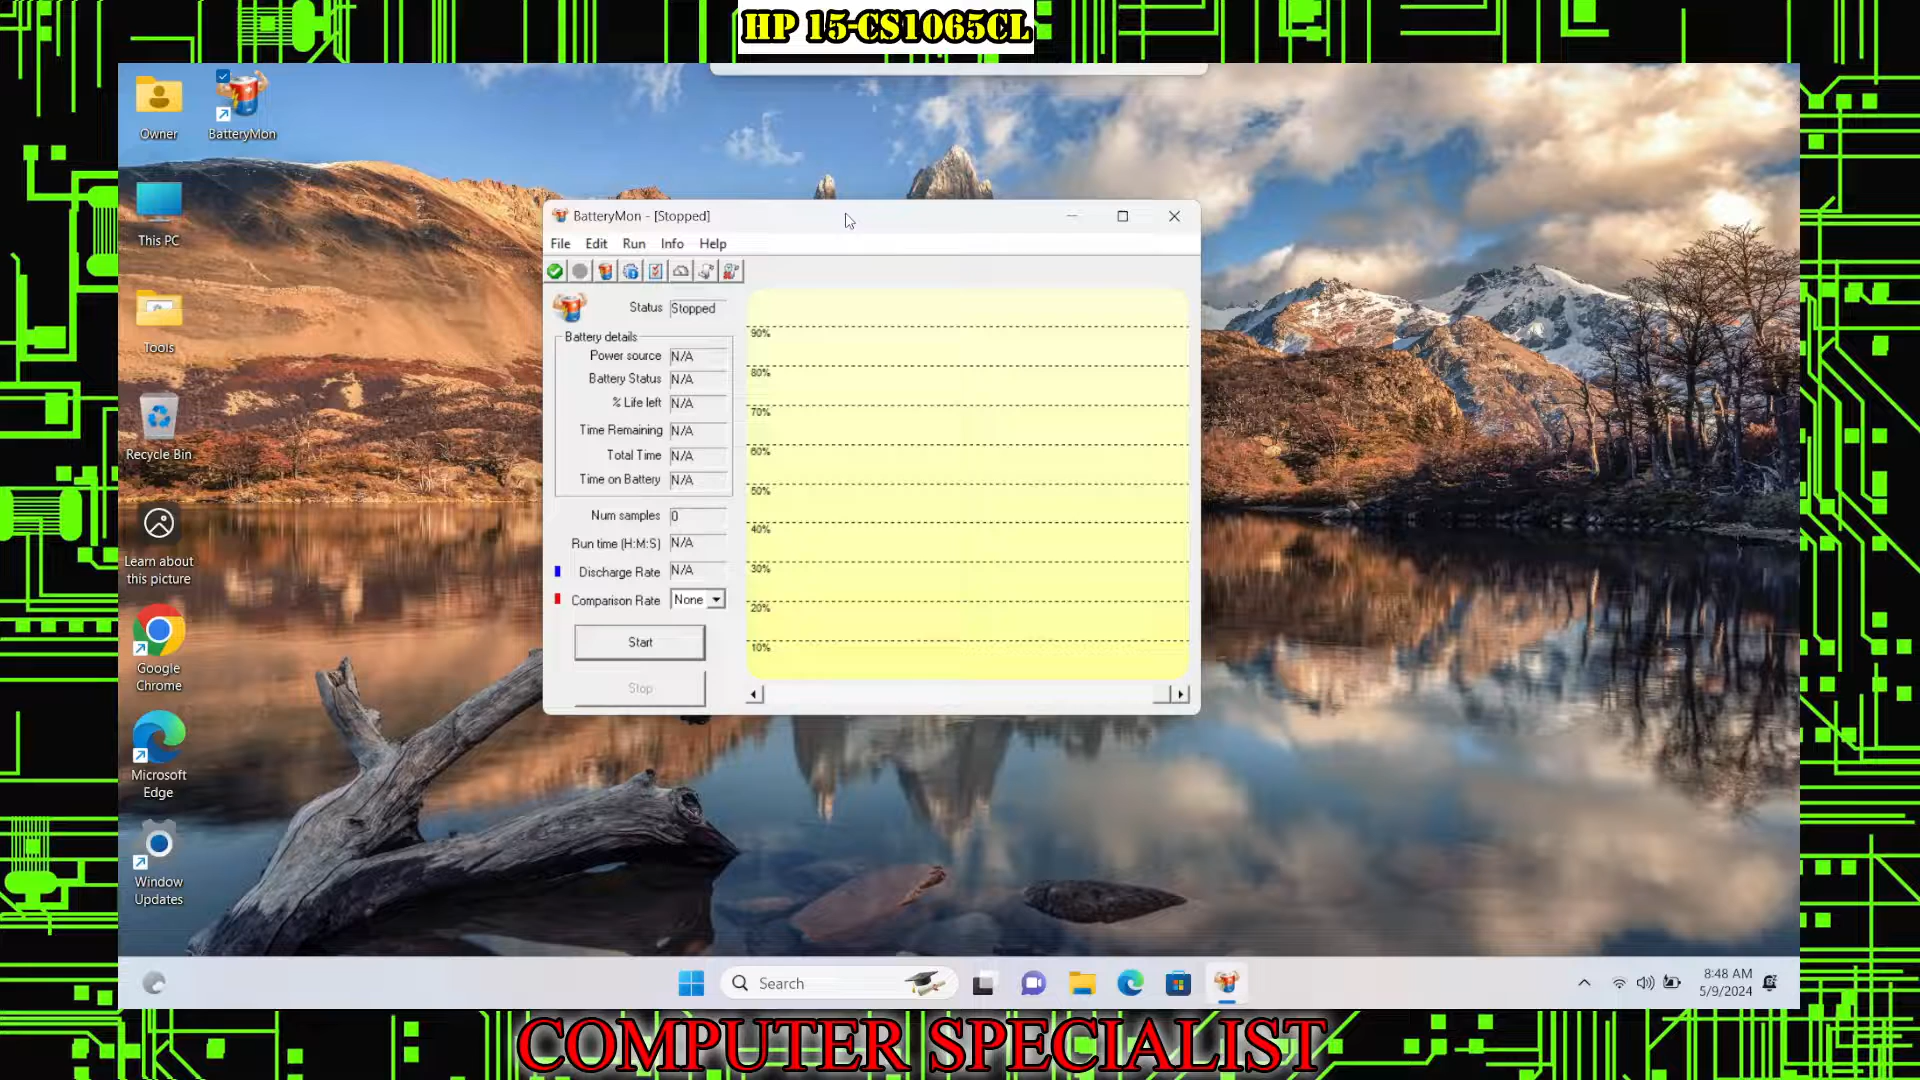 HP 15-CS1065CL
Owner
BatteryMon
This PC
Tools
Recycle Bin
Learn about
this picture
Google
Chrome
Microsoft
Edge
Window
Updates
BatteryMon - [Stopped]
File Edit Run Info Help
Status Stopped
Battery details
Power source N/A
Battery Status N/A
% Life left N/A
Time Remaining N/A
Total Time N/A
Time on Battery N/A
Num samples 0
Run time (H:M:S) N/A
Discharge Rate N/A
Comparison Rate None
Start
Stop
90%
80%
70%
60%
50%
40%
30%
20%
10%
Search
8:48 AM
5/9/2024
COMPUTER SPECIALIST